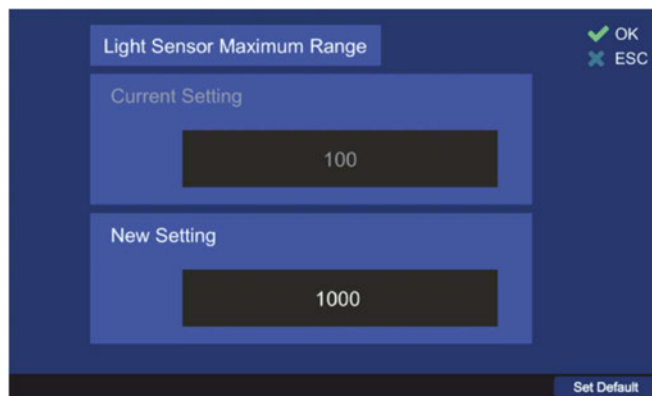 Light Sensor Maximum Range
OK
ESC
Current Setting
100
New Setting
1000
Set Default